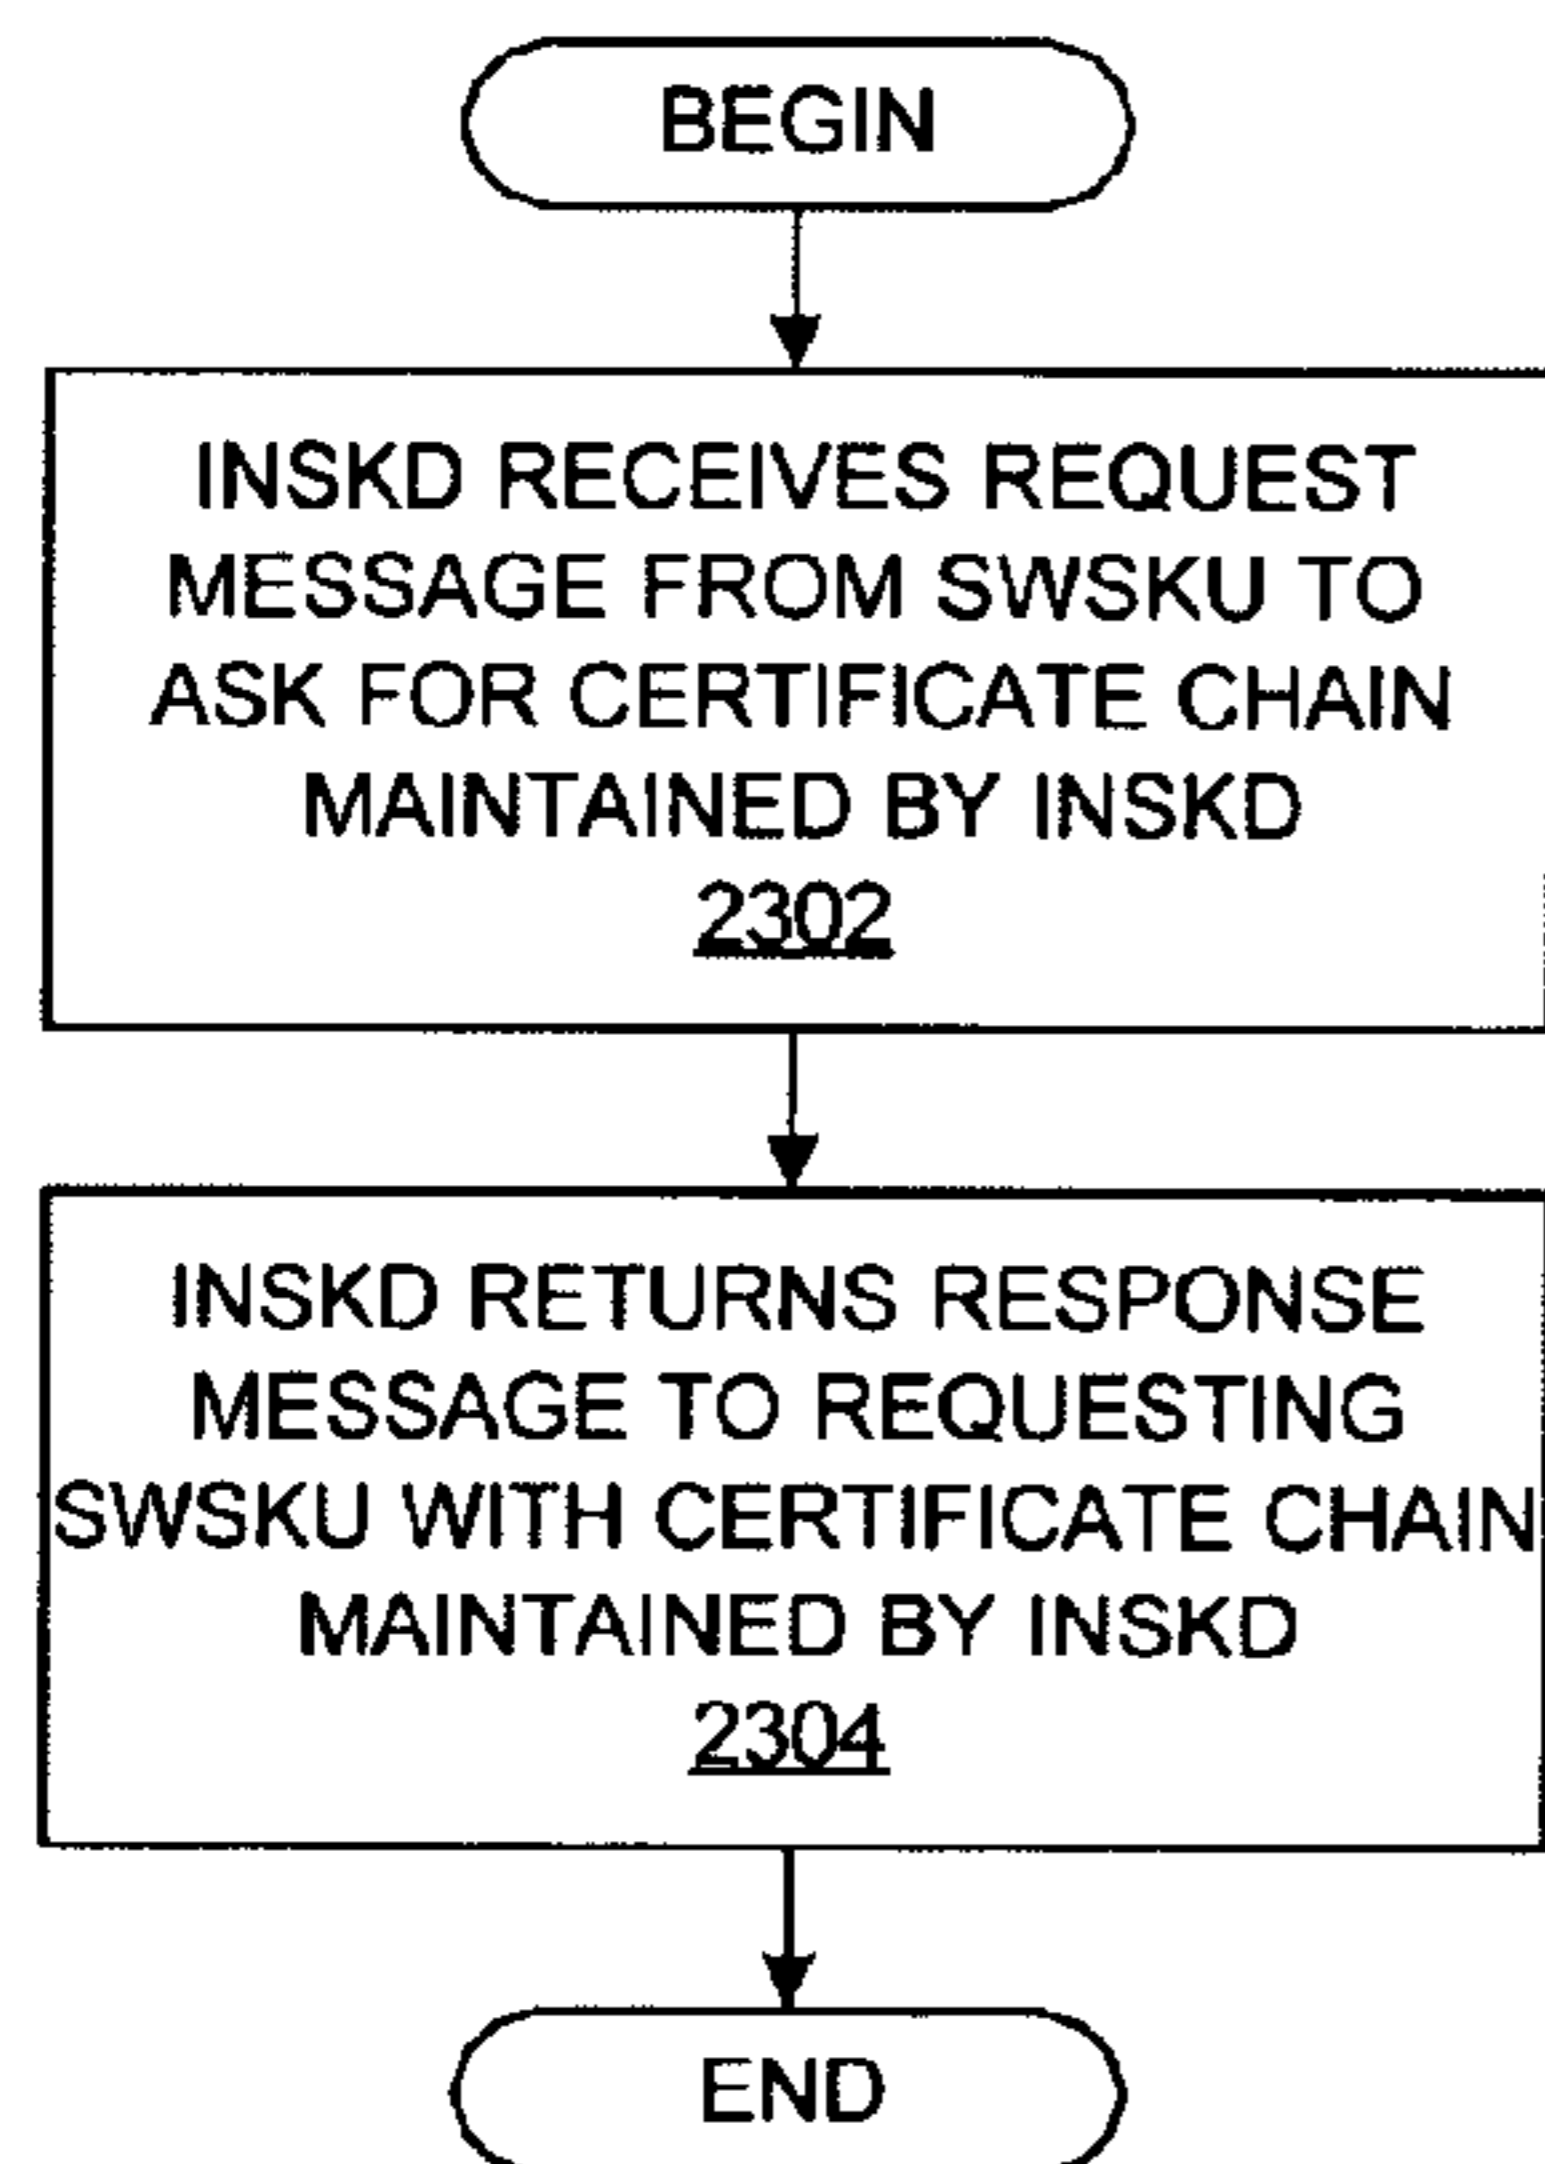 BEGIN
INSKD RECEIVES REQUEST
MESSAGE FROM SWSKU TO
ASK FOR CERTIFICATE CHAIN
MAINTAINED BY INSKD
2302
INSKD RETURNS RESPONSE
MESSAGE TO REQUESTING
SWSKU WITH CERTIFICATE CHAIN
MAINTAINED BY INSKD
2304
END